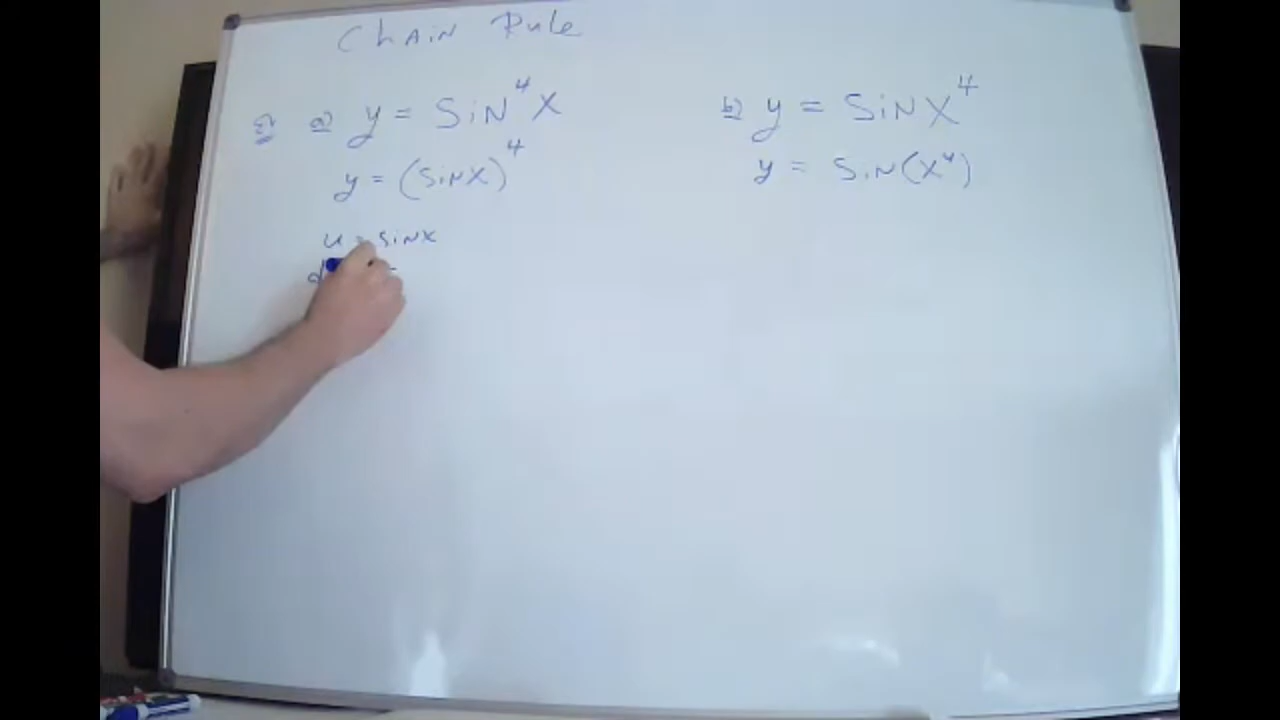 Chain Rule
a) y = sin⁴x
y = (sinx)⁴
u = sinx
b) y = sinx⁴
y = sin(x⁴)